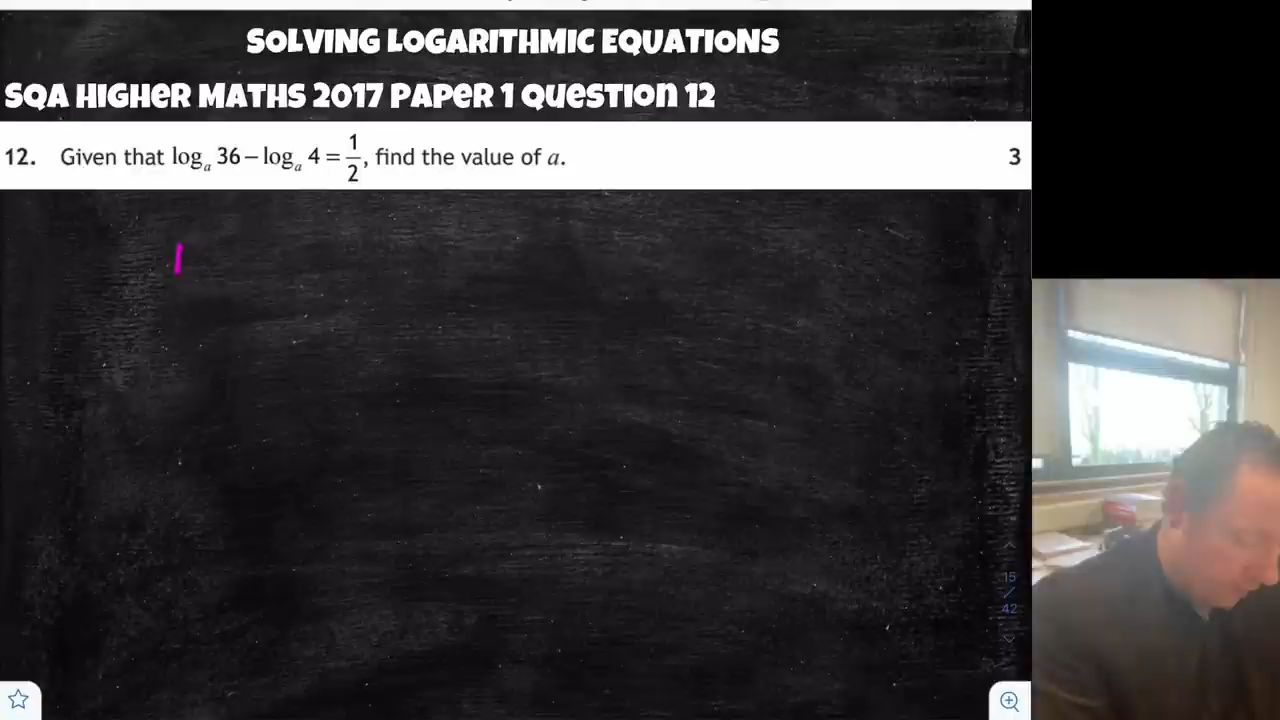 SOLVING LOGARITHMIC EQUATIONS
SQA HIGHER MATHS 2017 PAPER 1 QUESTION 12
12. Given that logₐ 36 − logₐ 4 = 1/2, find the value of a. 3
15
/
42